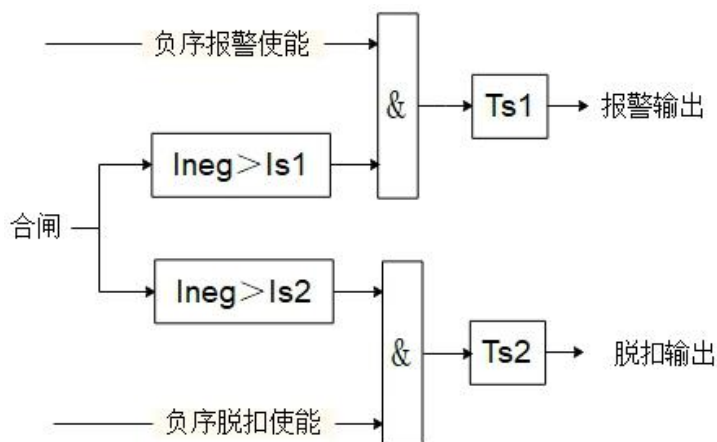 负序报警使能
&
Ts1
报警输出
Ineg＞Is1
合闸
Ineg＞Is2
&
Ts2
脱扣输出
负序脱扣使能